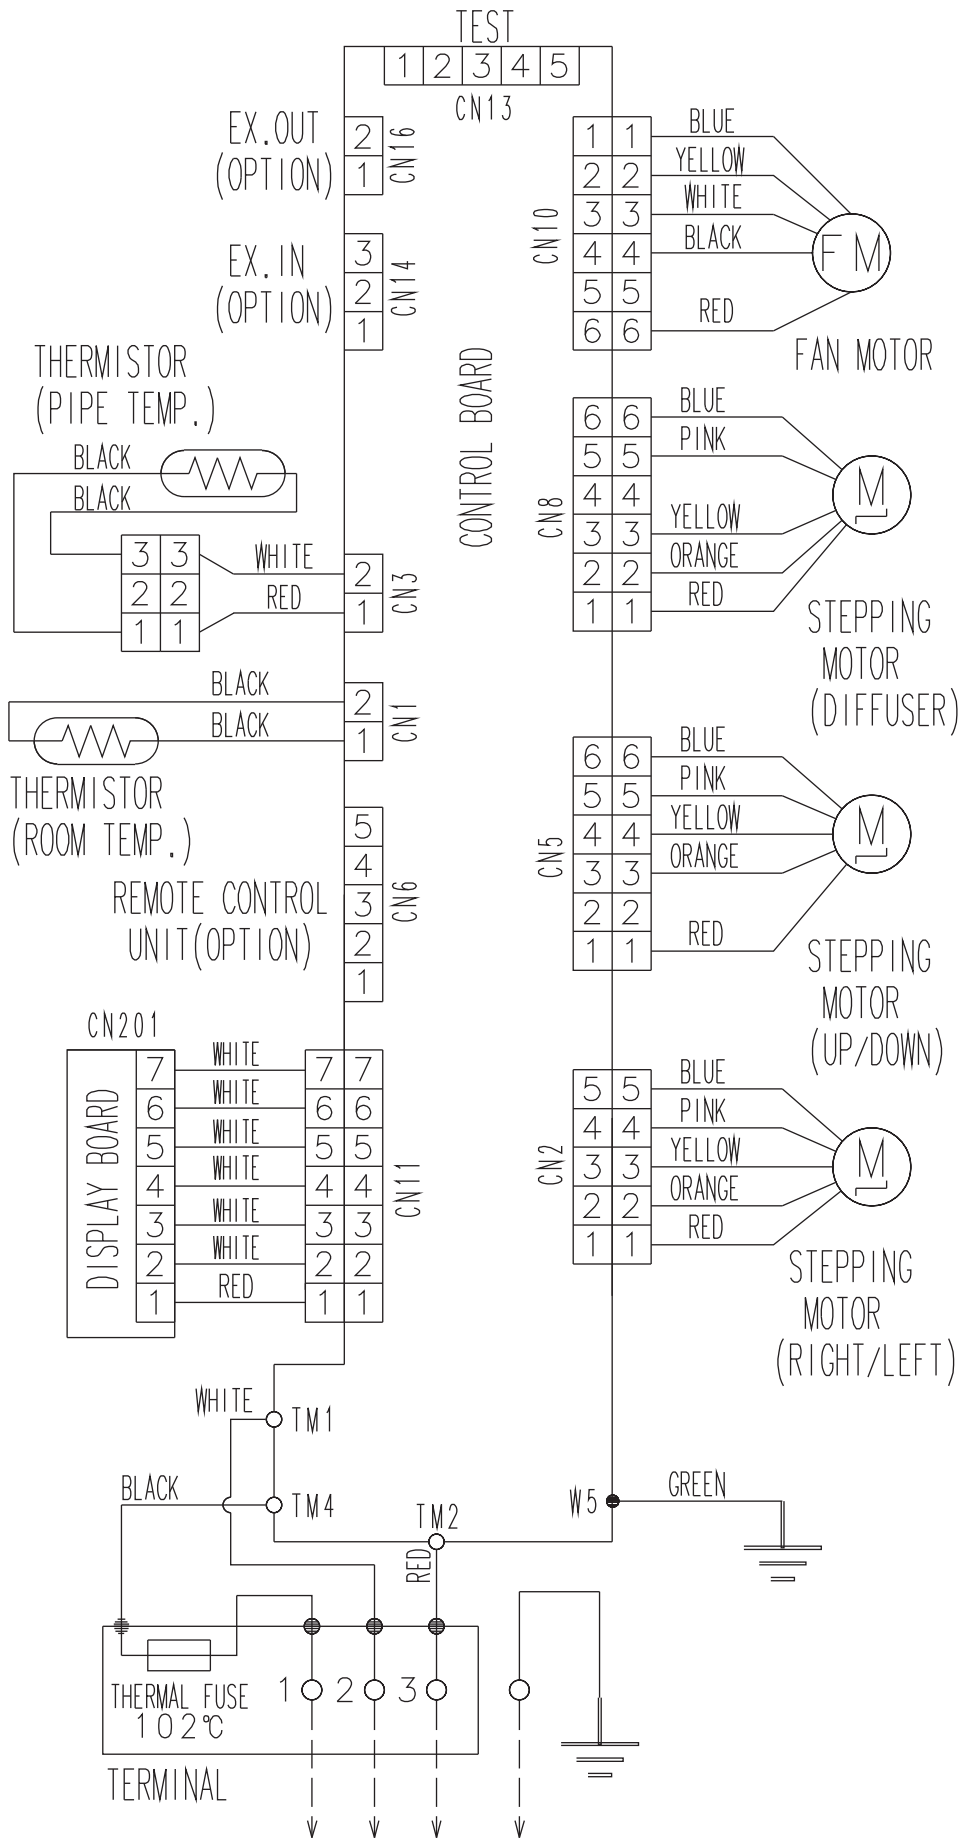 TEST
1 2 3 4 5
CN13
EX.OUT
(OPTION)
2
1
CN16
EX.IN
(OPTION)
3
2
1
CN14
CONTROL BOARD
THERMISTOR
(PIPE TEMP.)
BLACK
BLACK
3 3
2 2
1 1
WHITE
RED
2
1
CN3
BLACK
BLACK
2
1
CN1
THERMISTOR
(ROOM TEMP.)
REMOTE CONTROL
UNIT(OPTION)
5
4
3
2
1
CN6
CN201
DISPLAY BOARD
7 WHITE 7 7
6 WHITE 6 6
5 WHITE 5 5
4 WHITE 4 4
3 WHITE 3 3
2 WHITE 2 2
1 RED 1 1
CN11
CN10
1 1 BLUE
2 2 YELLOW
3 3 WHITE
4 4 BLACK
5 5
6 6 RED
FM
FAN MOTOR
CN8
6 6 BLUE
5 5 PINK
4 4
3 3 YELLOW
2 2 ORANGE
1 1 RED
M
STEPPING
MOTOR
(DIFFUSER)
CN5
6 6 BLUE
5 5 PINK
4 4 YELLOW
3 3 ORANGE
2 2
1 1 RED
M
STEPPING
MOTOR
(UP/DOWN)
CN2
5 5 BLUE
4 4 PINK
3 3 YELLOW
2 2 ORANGE
1 1 RED
M
STEPPING
MOTOR
(RIGHT/LEFT)
WHITE
TM1
BLACK
TM4
TM2
RED
W5
GREEN
THERMAL FUSE
102℃
1 2 3
TERMINAL